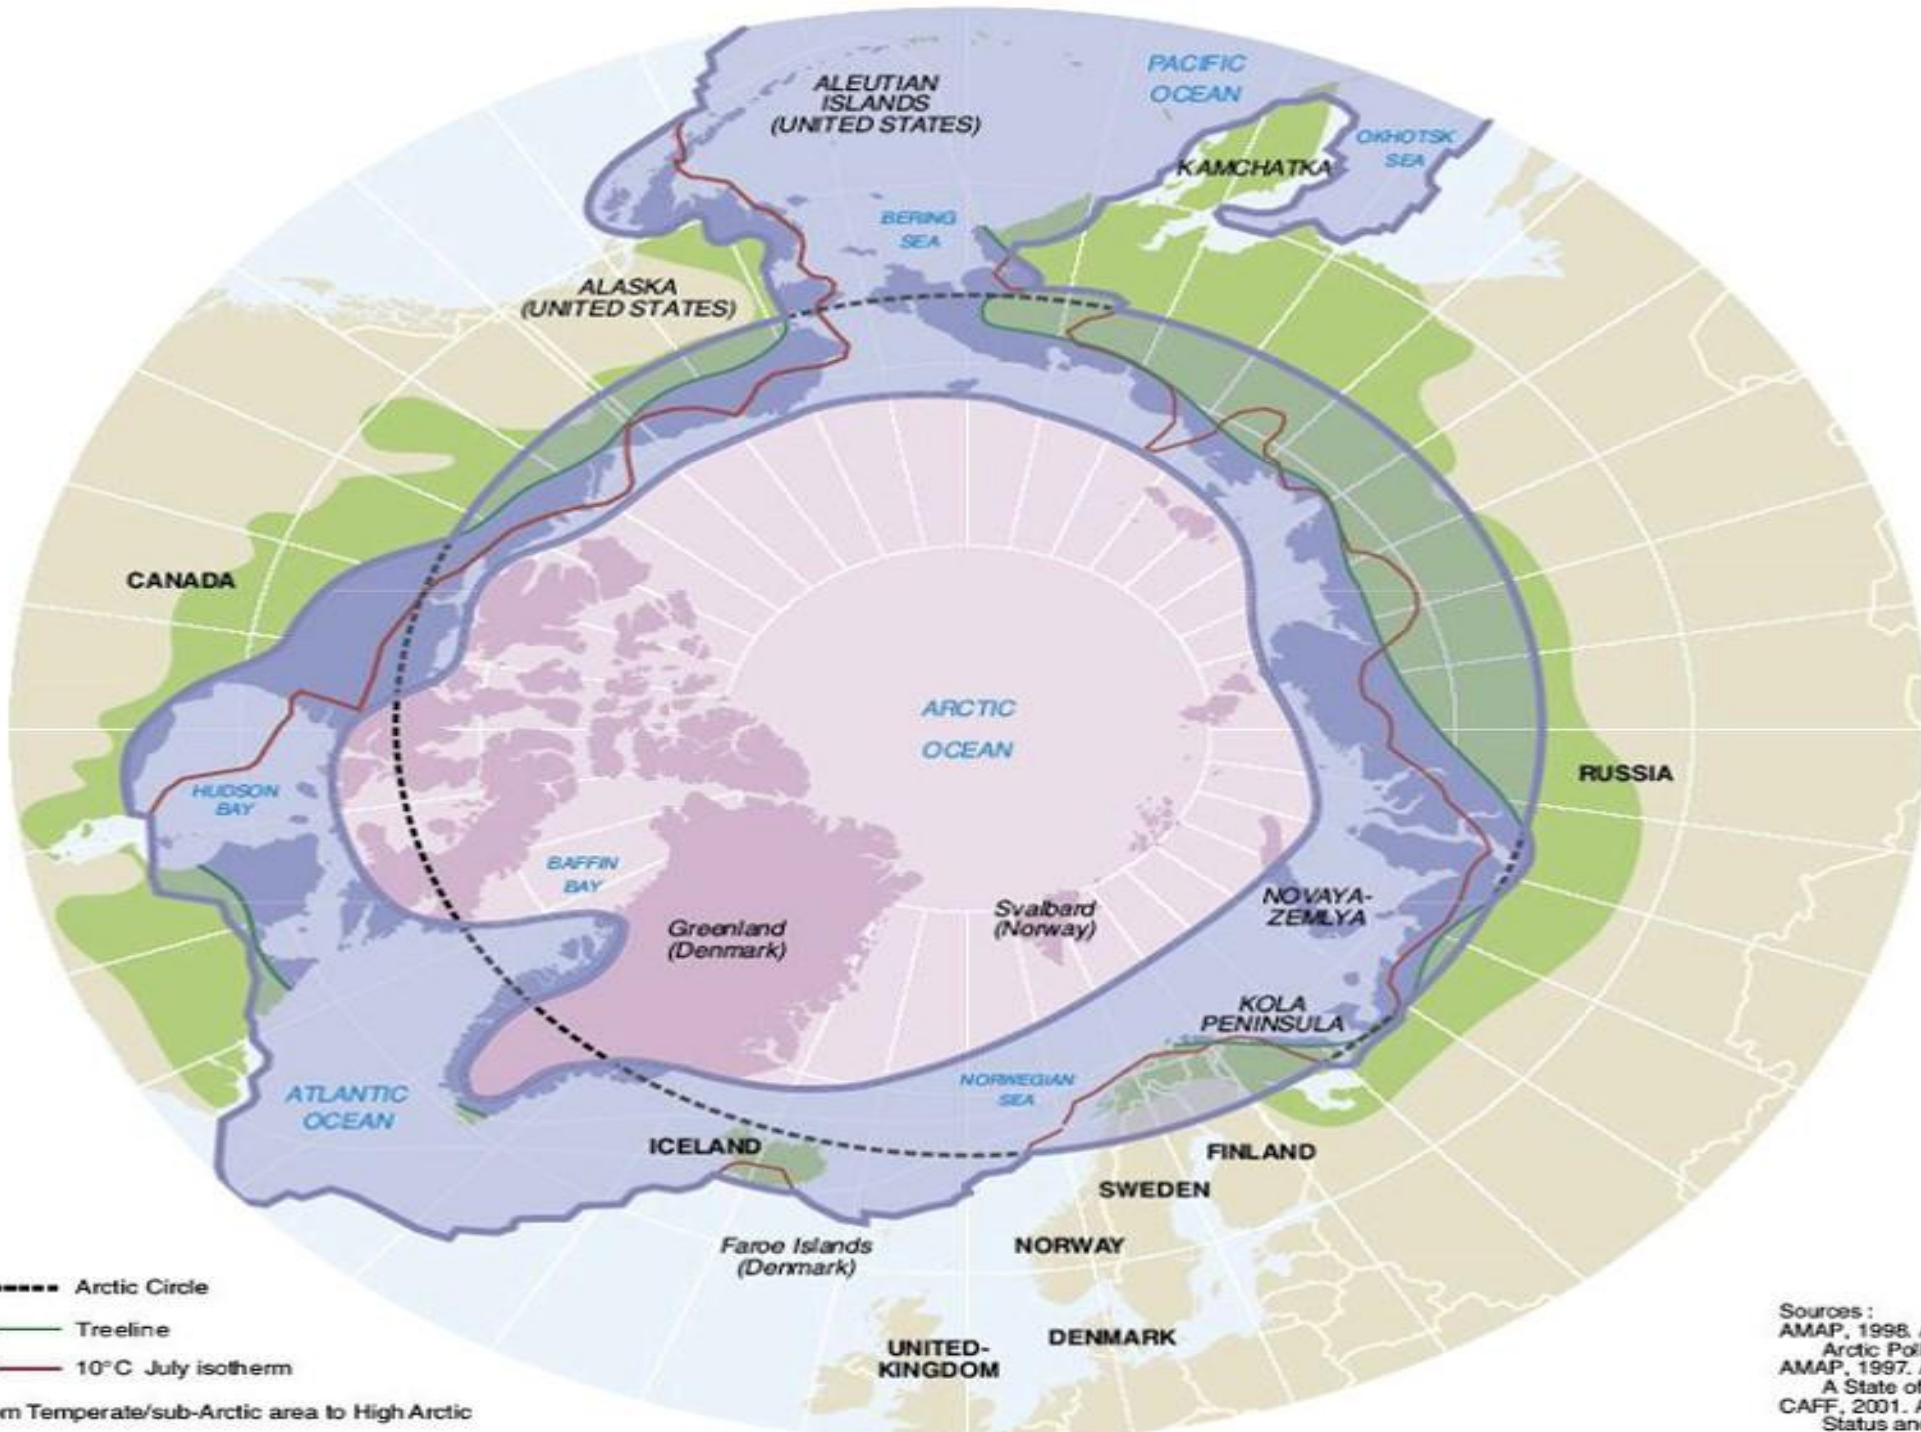 PACIFIC
OCEAN
ALEUTIAN
ISLANDS
(UNITED STATES)
OKHOTSK
SEA
KAMCHATKA
BERING
SEA
ALASKA
(UNITED STATES)
CANADA
ARCTIC
OCEAN
RUSSIA
HUDSON
BAY
BAFFIN
BAY
NOVAYA-
ZEMLYA
Svalbard
(Norway)
Greenland
(Denmark)
KOLA
PENINSULA
NORWEGIAN
SEA
ATLANTIC
OCEAN
ICELAND
FINLAND
SWEDEN
Faroe Islands
(Denmark)
NORWAY
UNITED-
KINGDOM
DENMARK
Arctic Circle
Treeline
10°C July isotherm
Temperate/sub-Arctic area to High Arctic
Sources :
AMAP, 1998.
Arctic
AMAP, 1997.
A State of
CAFF, 2001.
Status